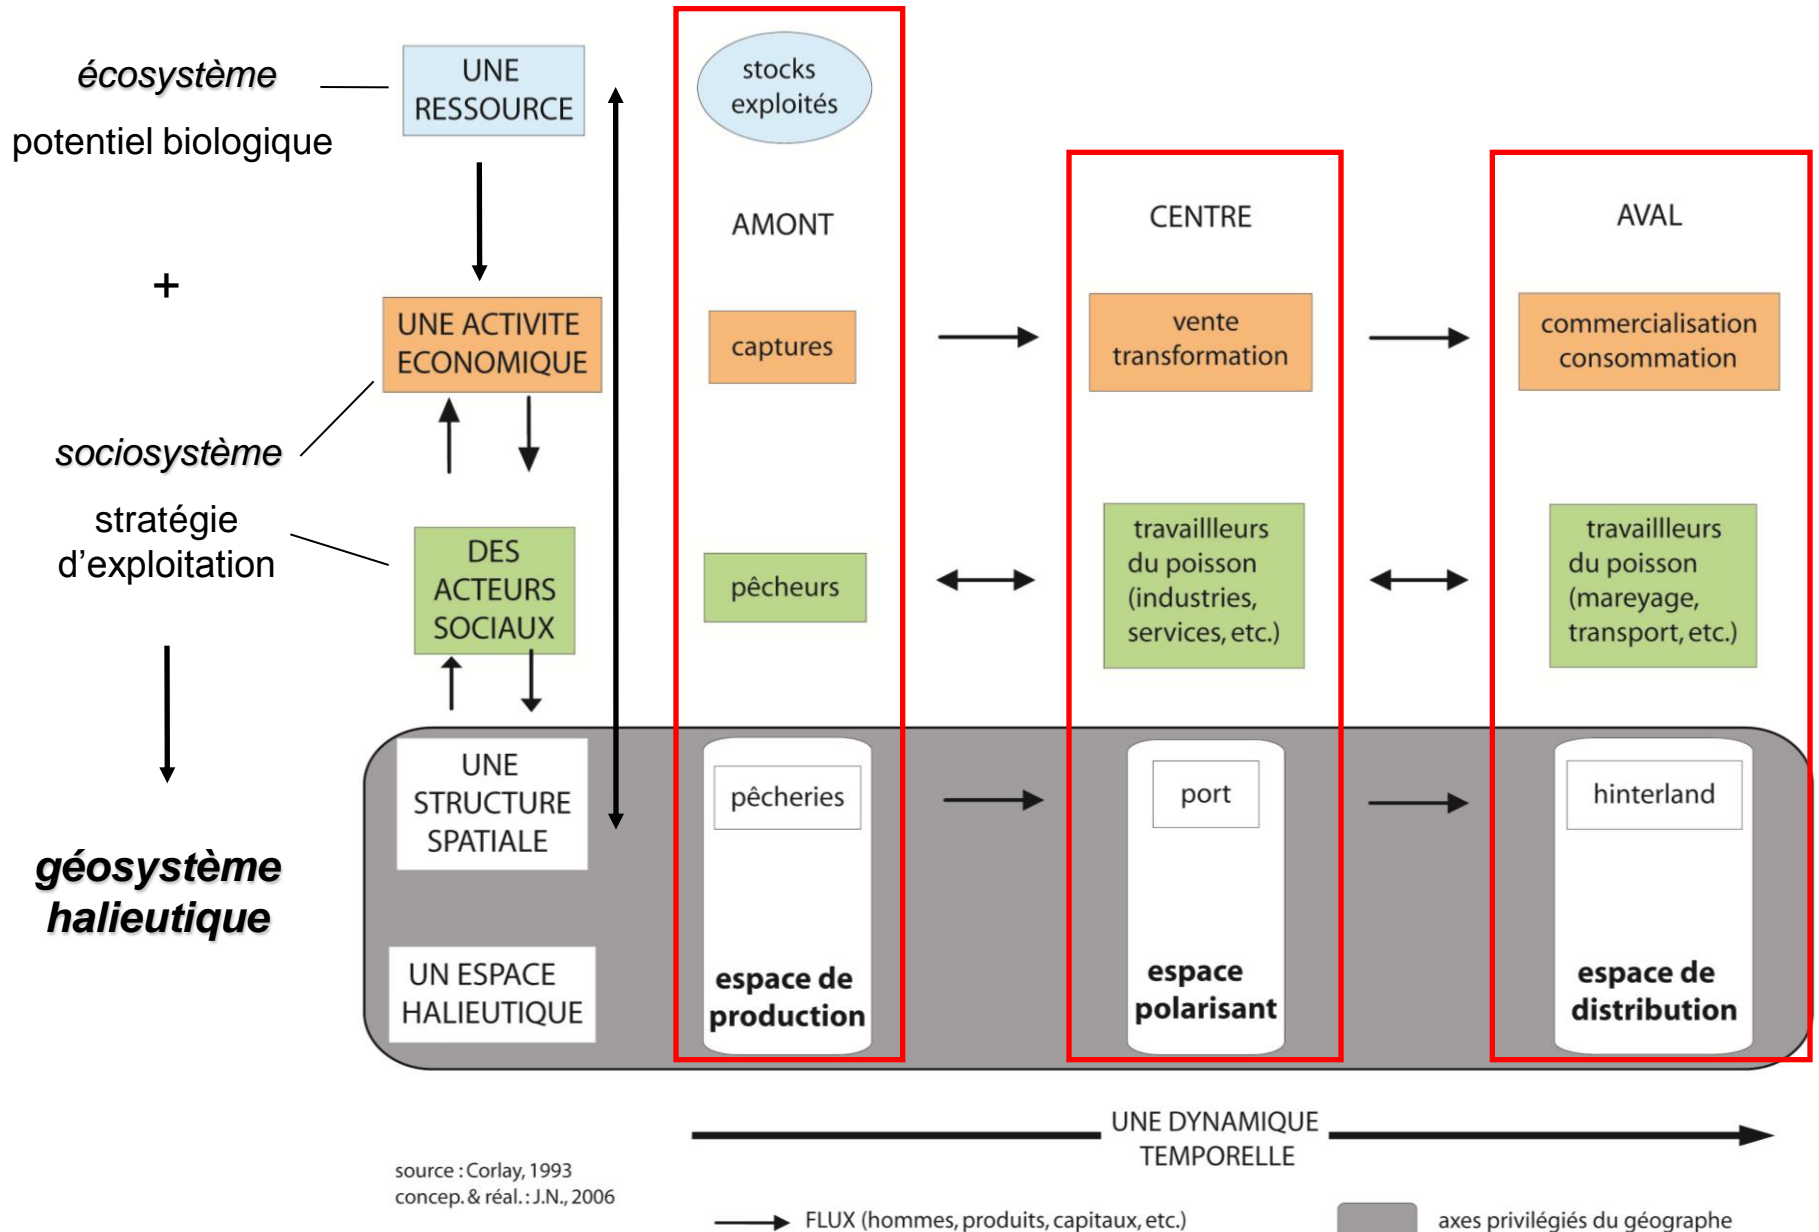 écosystème
potentiel biologique
+
sociosystème
stratégie
d'exploitation
géosystème
halieutique
UNE
RESSOURCE
UNE ACTIVITE
ECONOMIQUE
DES
ACTEURS
SOCIAUX
UNE
STRUCTURE
SPATIALE
UN ESPACE
HALIEUTIQUE
stocks
exploités
AMONT
captures
pêcheurs
pêcheries
espace de
production
CENTRE
vente
transformation
travaillleurs
du poisson
(industries,
services, etc.)
port
espace
polarisant
AVAL
commercialisation
consommation
travaillleurs
du poisson
(mareyage,
transport, etc.)
hinterland
espace de
distribution
UNE DYNAMIQUE
TEMPORELLE
source : Corlay, 1993
concep. & réal. : J.N., 2006
FLUX (hommes, produits, capitaux, etc.)
axes privilégiés du géographe